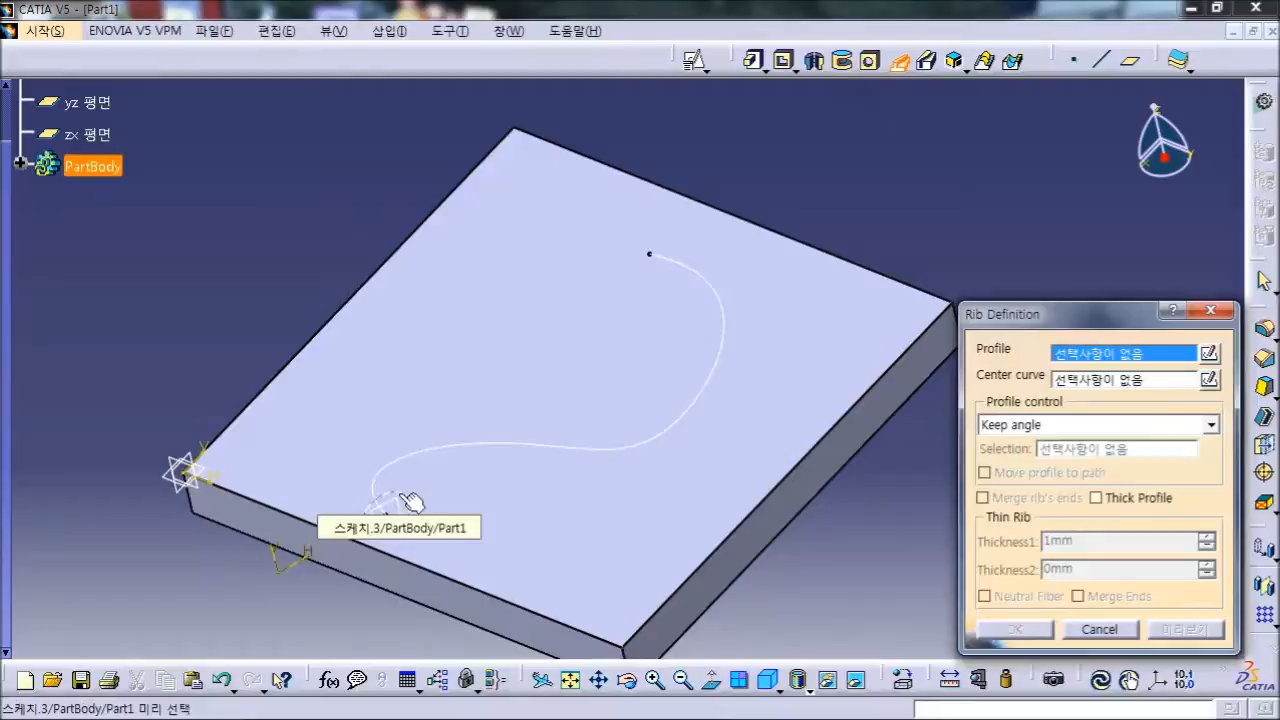 CATIA V5 - [Part1]
시작(S) ENOVIA V5 VPM 파일(F) 편집(E) 뷰(V) 삽입(I) 도구(T) 창(W) 도움말(H)
yz 평면
zx 평면
PartBody
Rib Definition
Profile 선택사항이 없음
Center curve 선택사항이 없음
Profile control
Keep angle
Selection: 선택사항이 없음
Move profile to path
Merge rib's ends Thick Profile
Thin Rib
Thickness1: 1mm
Thickness2: 0mm
Neutral Fiber Merge Ends
OK Cancel 미리보기
스케치.3/PartBody/Part1
H
f(x)
10.1
10.0
CATIA
스케치.3/PartBody/Part1 미리 선택